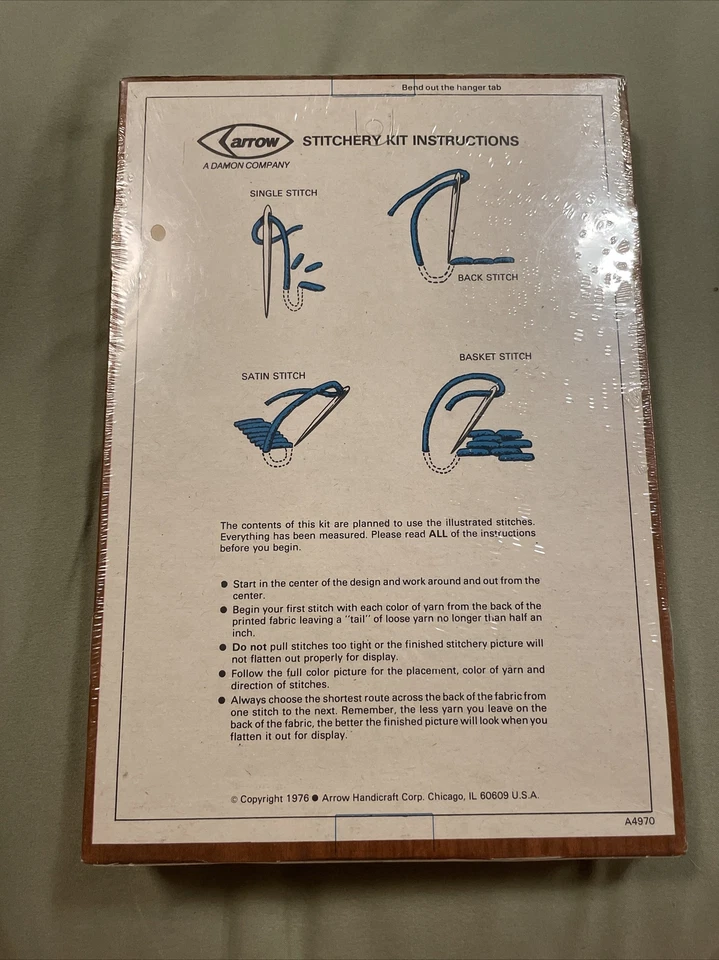 Bend out the hanger tab
arrow STITCHERY KIT INSTRUCTIONS
A DAMON COMPANY
SINGLE STITCH
BACK STITCH
SATIN STITCH
BASKET STITCH
The contents of this kit are planned to use the illustrated stitches.
Everything has been measured. Please read ALL of the instructions
before you begin.
● Start in the center of the design and work around and out from the
center.
● Begin your first stitch with each color of yarn from the back of the
printed fabric leaving a "tail" of loose yarn no longer than half an
inch.
● Do not pull stitches too tight or the finished stitchery picture will
not flatten out properly for display.
● Follow the full color picture for the placement, color of yarn and
direction of stitches.
● Always choose the shortest route across the back of the fabric from
one stitch to the next. Remember, the less yarn you leave on the
back of the fabric, the better the finished picture will look when you
flatten it out for display.
© Copyright 1976 ● Arrow Handicraft Corp. Chicago, IL 60609 U.S.A.
A4970